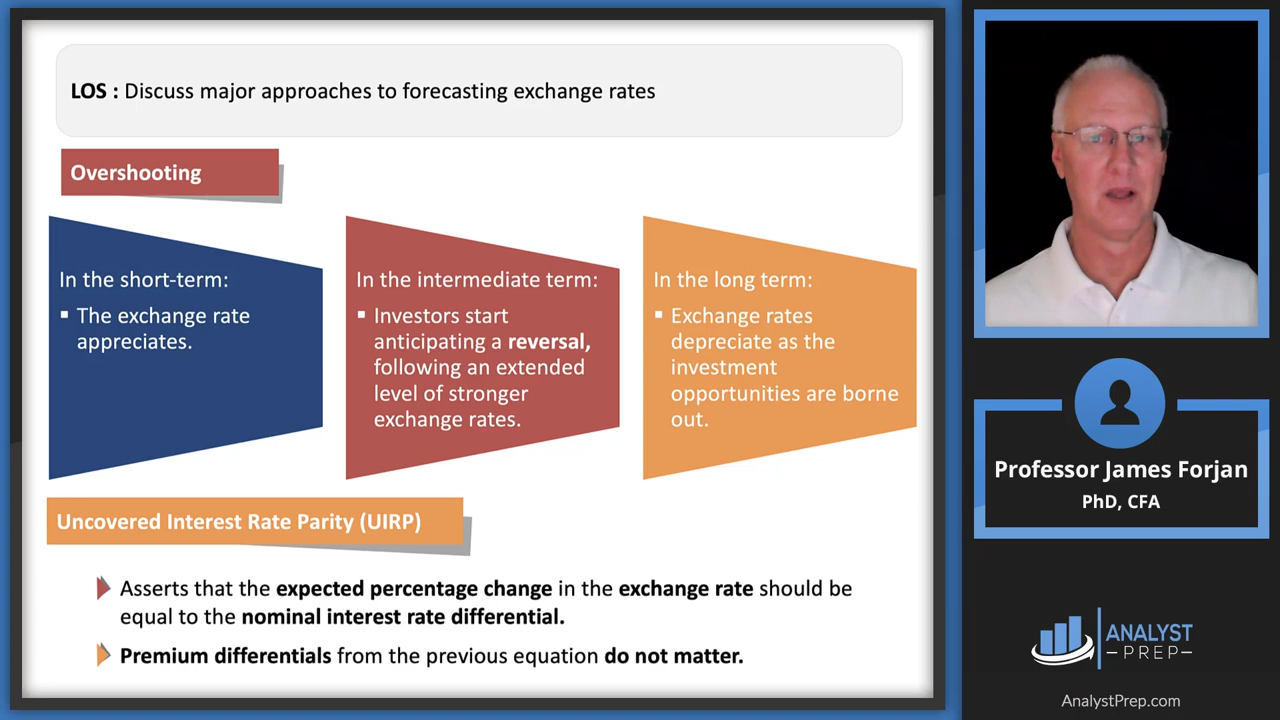 LOS : Discuss major approaches to forecasting exchange rates
Overshooting
In the short-term:
▪ The exchange rate
appreciates.
In the intermediate term:
▪ Investors start
anticipating a reversal,
following an extended
level of stronger
exchange rates.
In the long term:
▪ Exchange rates
depreciate as the
investment
opportunities are borne
out.
Uncovered Interest Rate Parity (UIRP)
Asserts that the expected percentage change in the exchange rate should be
equal to the nominal interest rate differential.
Premium differentials from the previous equation do not matter.
Professor James Forjan
PhD, CFA
ANALYST
–PREP–
AnalystPrep.com